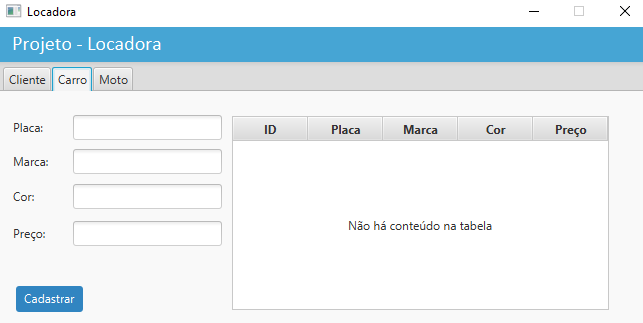 Locadora
Projeto - Locadora
Cliente Carro Moto
Placa:
Marca:
Cor:
Preço:
Cadastrar
ID Placa Marca Cor Preço
Não há conteúdo na tabela